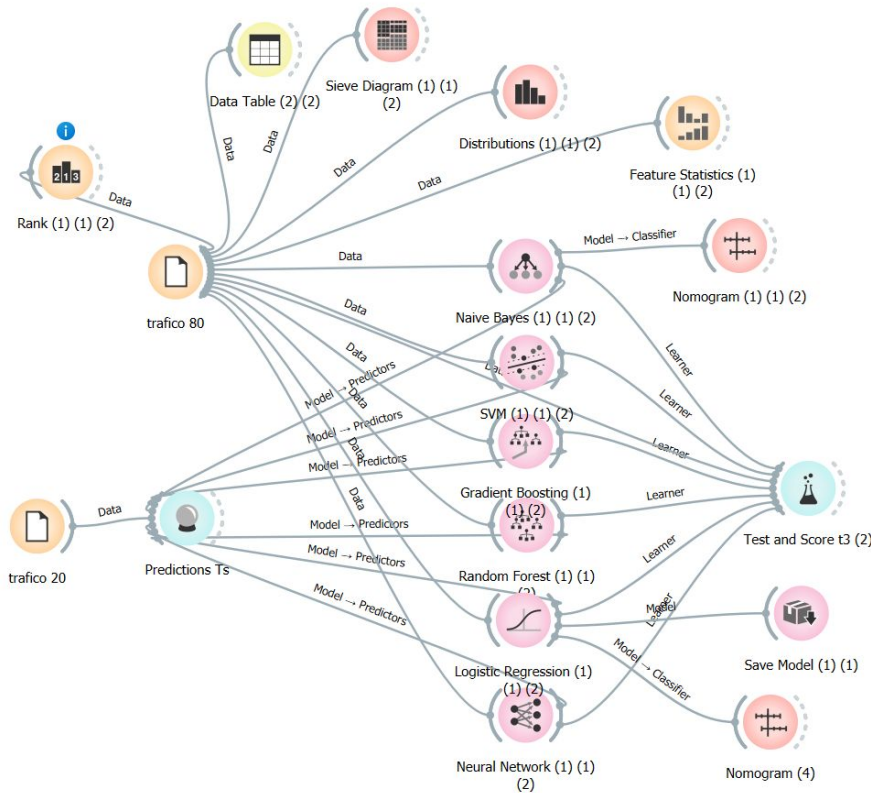 Data Table (2) (2)
Sieve Diagram (1) (1)
(2)
Data
Data
Distributions (1) (1) (2)
Data
Data
Feature Statistics (1)
(1) (2)
i
2 1 3
Rank (1) (1) (2)
Data
trafico 80
Data
Model → Classifier
Naive Bayes (1) (1) (2)
Nomogram (1) (1) (2)
Data
Learner
Model → Predictors
SVM (1) (1) (2)
Learner
Data
Model → Predictors
Data
Model → Predictors
Learner
Gradient Boosting (1)
(1) (2)
Data
Learner
Data
Data
trafico 20
Predictions Ts
Model → Predictors
Test and Score t3 (2)
Model → Predictors
Random Forest (1) (1)
(2)
Learner
Model → Predictors
Model
Learner
Logistic Regression (1)
(1) (2)
Save Model (1) (1)
Model → Classifier
Neural Network (1) (1)
(2)
Nomogram (4)